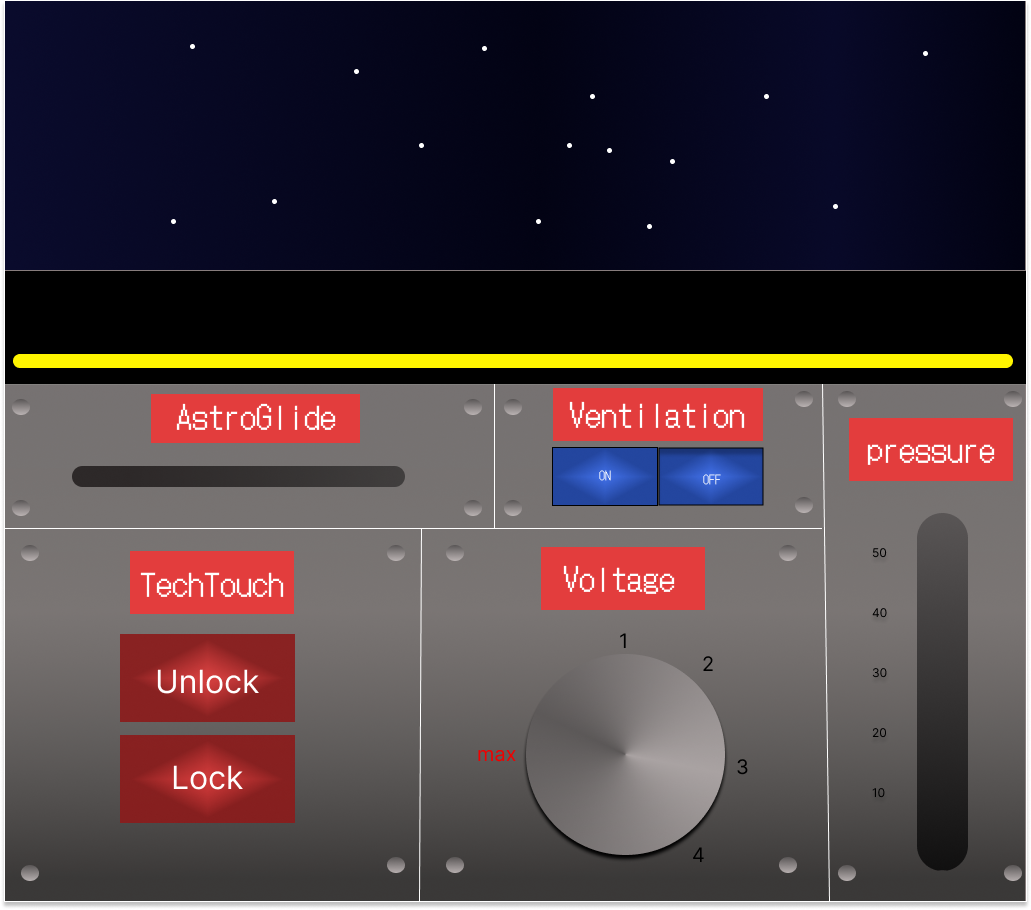 AstroGlide
Ventilation
ON
OFF
pressure
50
40
30
20
10
TechTouch
Unlock
Lock
Voltage
1
2
3
4
max